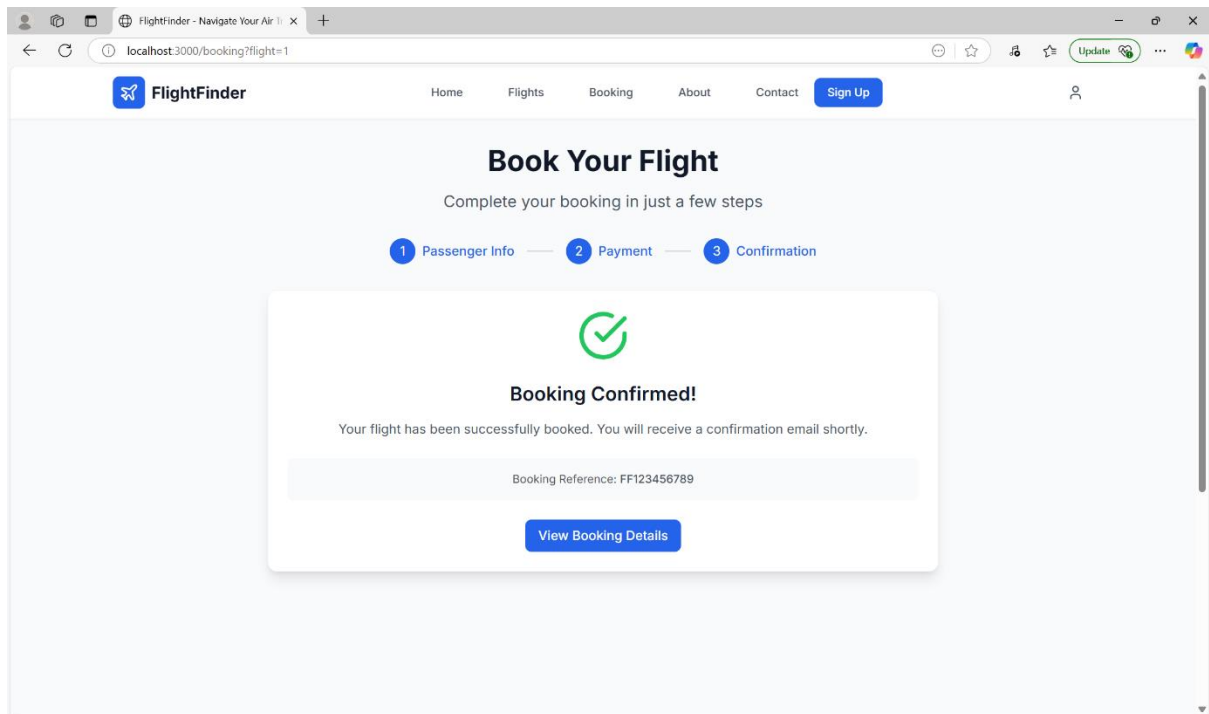 FlightFinder - Navigate Your Air
localhost:3000/booking?flight=1
Update
FlightFinder
Home Flights Booking About Contact Sign Up
Book Your Flight
Complete your booking in just a few steps
1 Passenger Info 2 Payment 3 Confirmation
Booking Confirmed!
Your flight has been successfully booked. You will receive a confirmation email shortly.
Booking Reference: FF123456789
View Booking Details